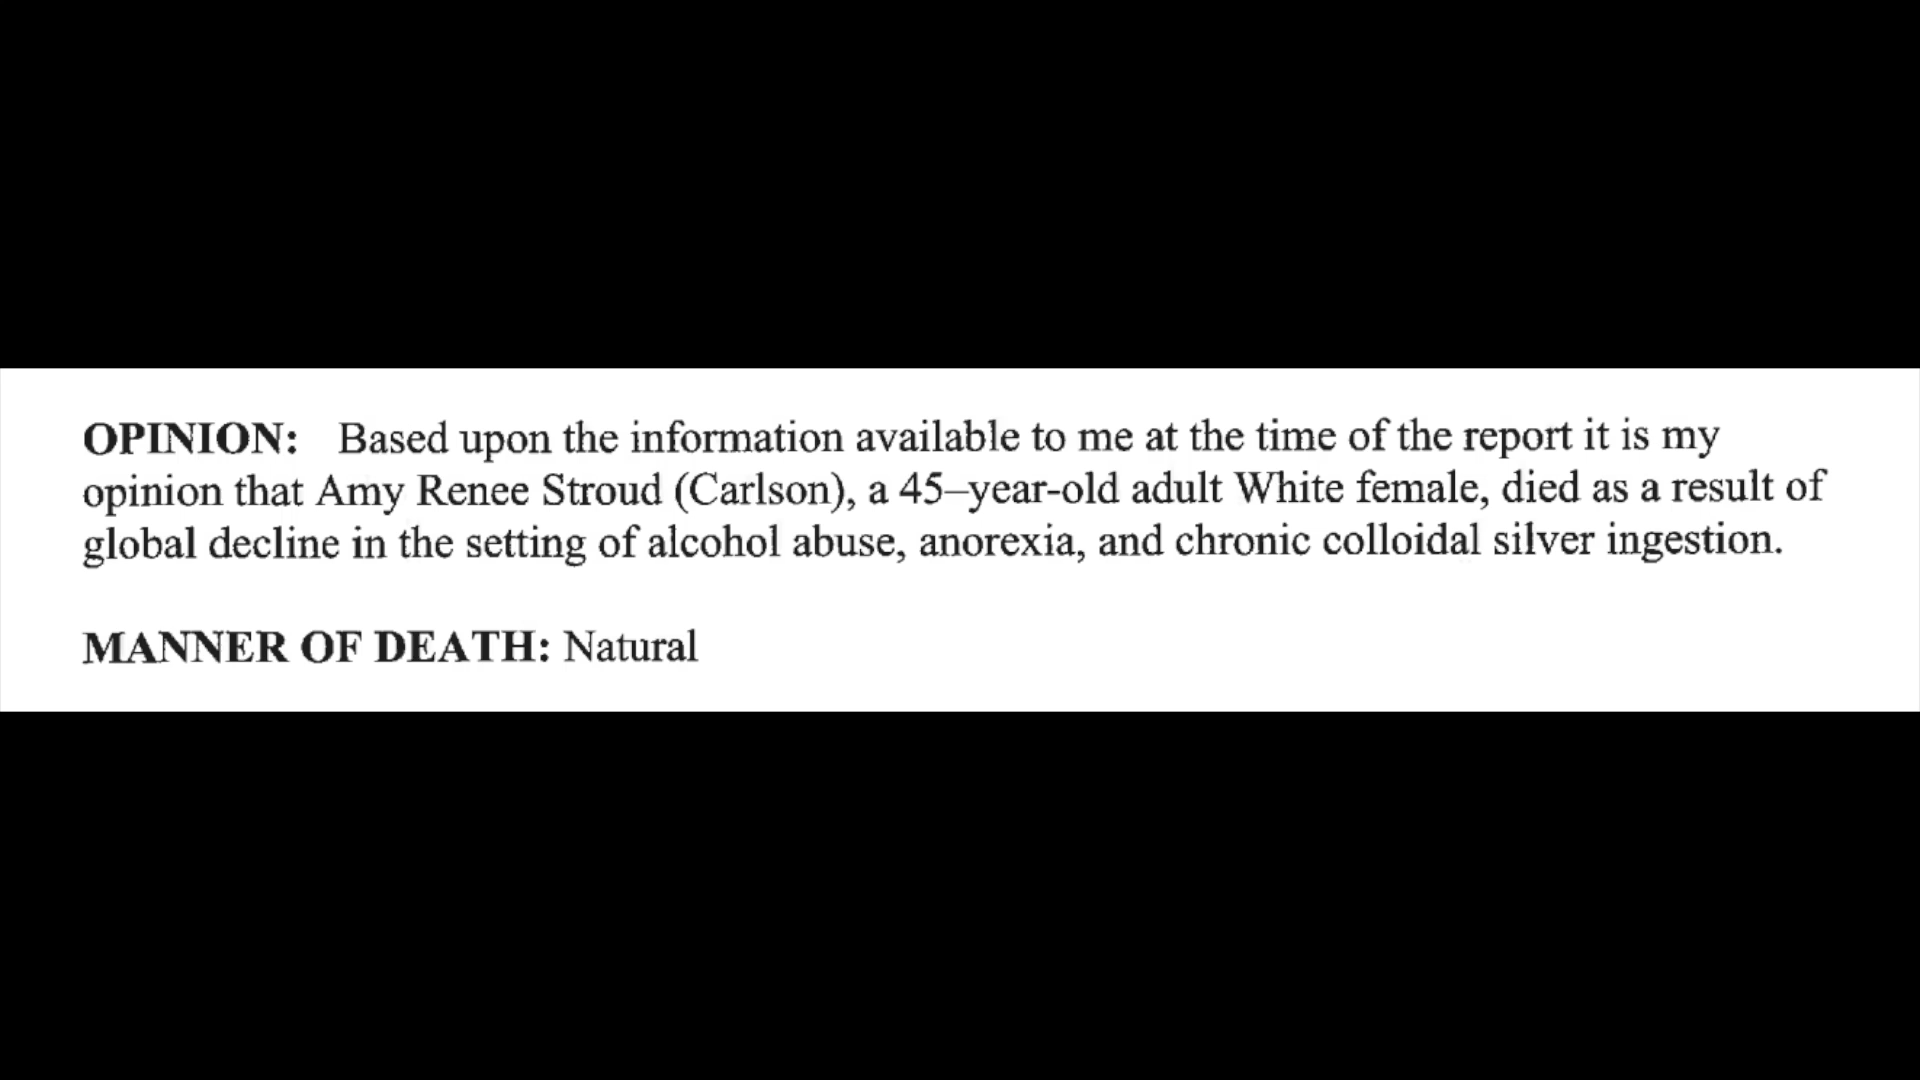 OPINION: Based upon the information available to me at the time of the report it is my
opinion that Amy Renee Stroud (Carlson), a 45–year-old adult White female, died as a result of
global decline in the setting of alcohol abuse, anorexia, and chronic colloidal silver ingestion.
MANNER OF DEATH: Natural